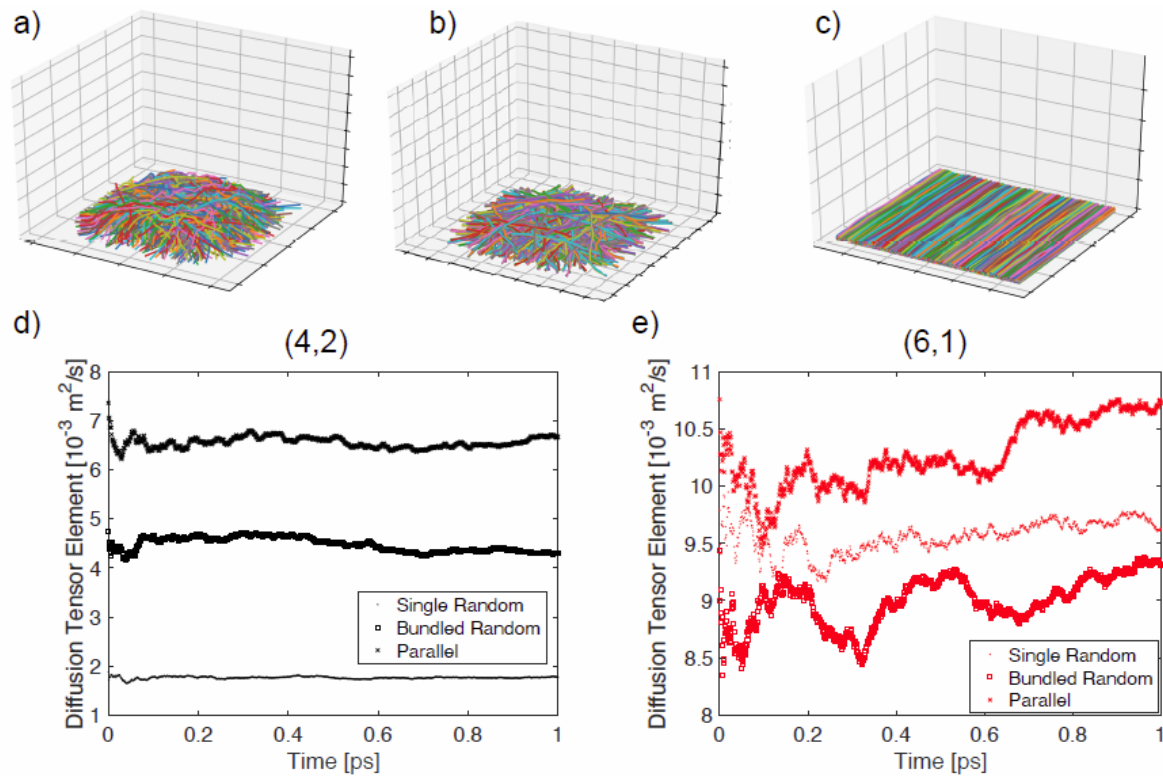 a)
b)
c)
d)
(4,2)
Diffusion Tensor Element [10⁻³ m²/s]
8
7
6
5
4
3
2
1
Single Random
Bundled Random
Parallel
0
0.2
0.4
0.6
0.8
1
Time [ps]
e)
(6,1)
Diffusion Tensor Element [10⁻³ m²/s]
11
10.5
10
9.5
9
8.5
8
Single Random
Bundled Random
Parallel
0
0.2
0.4
0.6
0.8
1
Time [ps]